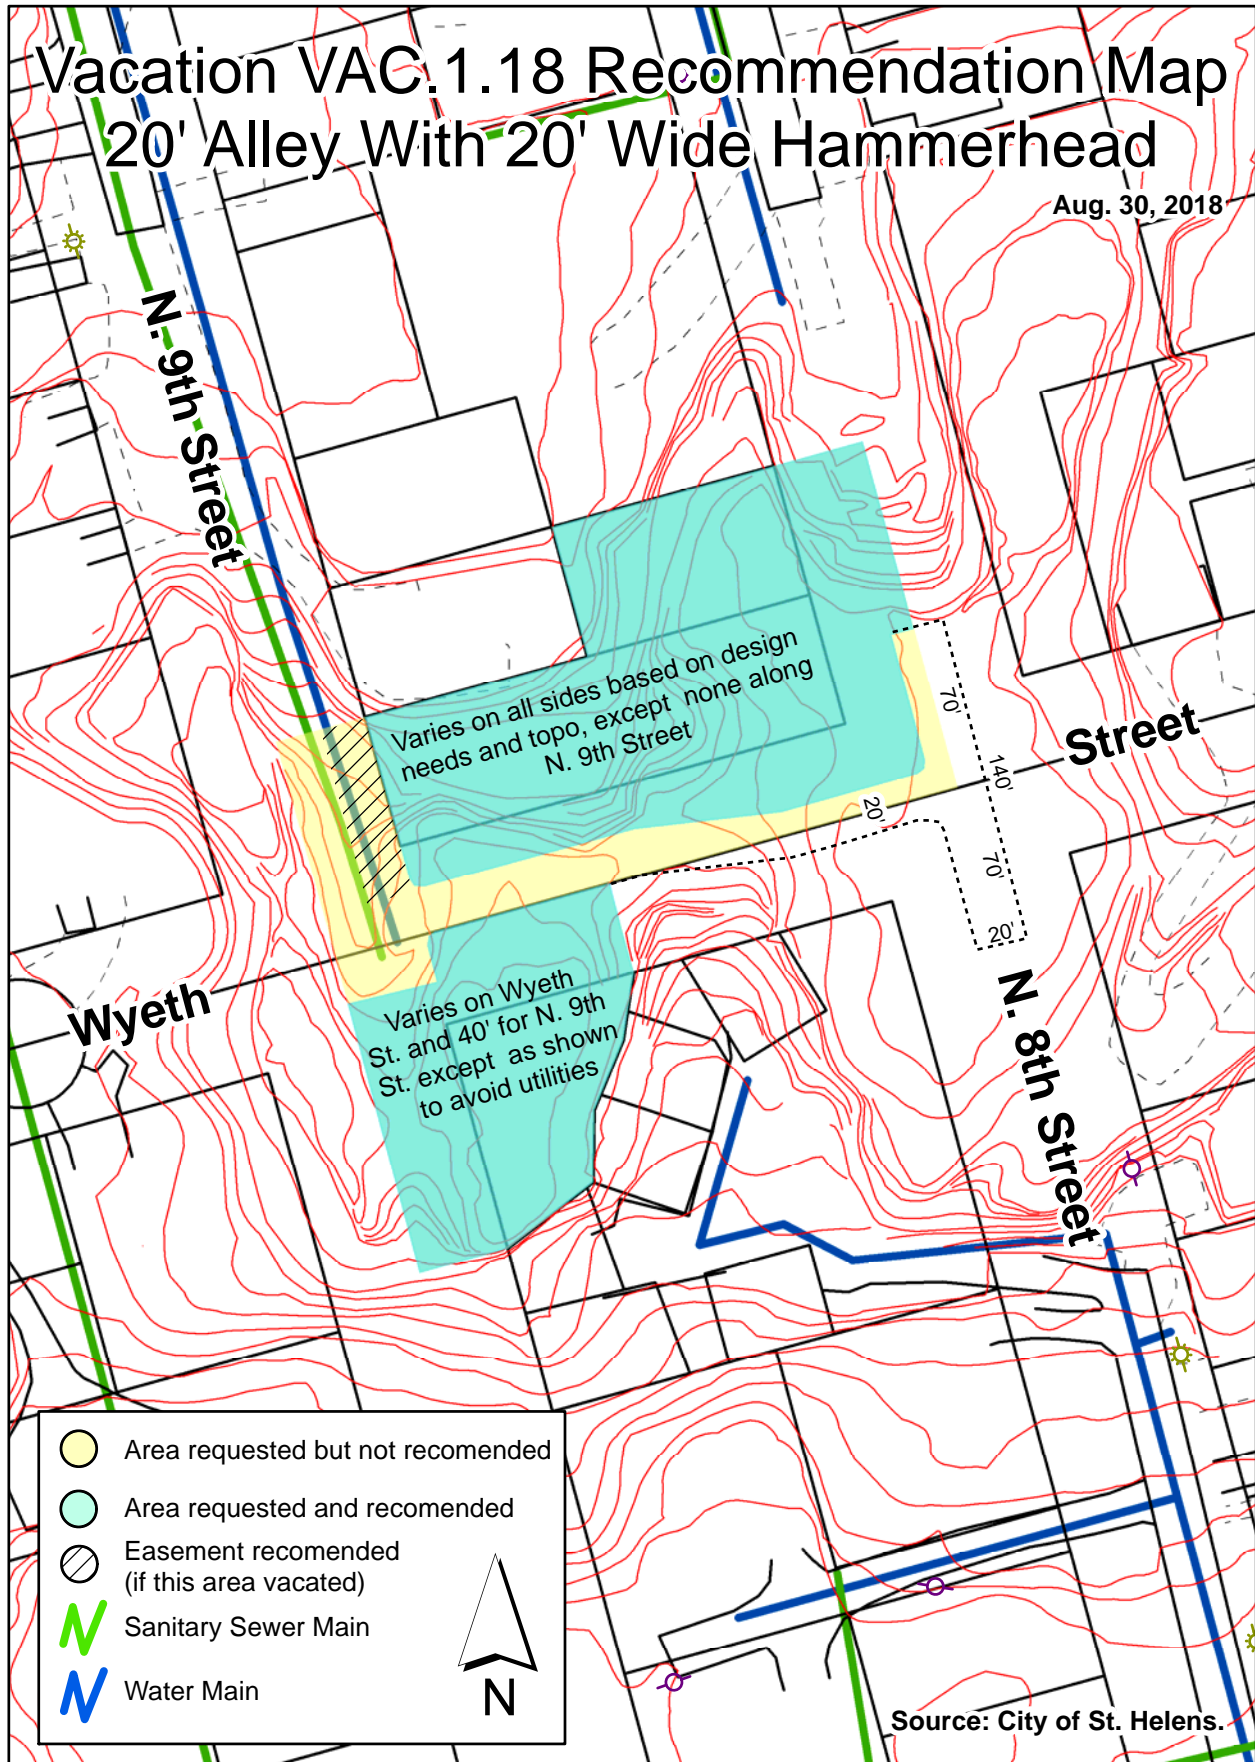 Vacation VAC.1.18 Recommendation Map
20' Alley With 20' Wide Hammerhead
Aug. 30, 2018
N. 9th Street
Varies on all sides based on design
needs and topo, except none along
N. 9th Street
70'
Street
140'
20'
70'
20'
Varies on Wyeth
St. and 40' for N. 9th
St. except as shown
to avoid utilities
Wyeth
N. 8th Street
Area requested but not recomended
Area requested and recomended
Easement recomended
(if this area vacated)
Sanitary Sewer Main
Water Main
N
Source: City of St. Helens.